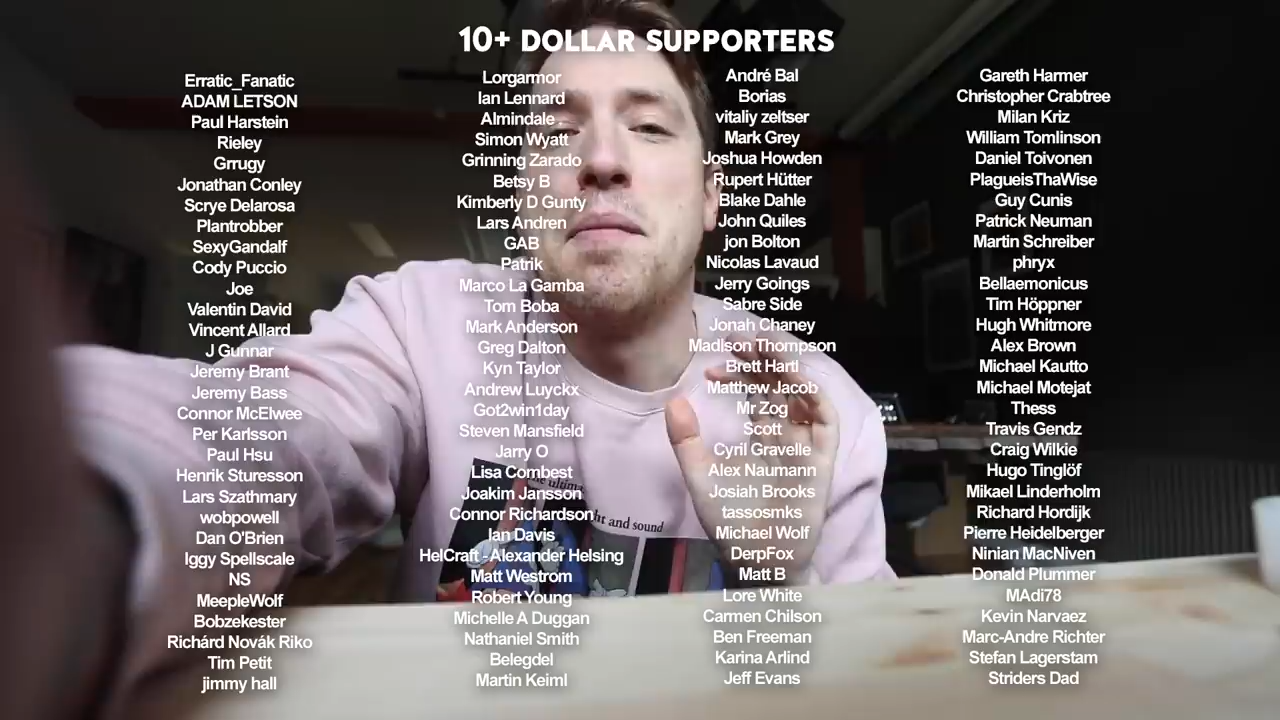 10+ DOLLAR SUPPORTERS
Erratic_Fanatic
ADAM LETSON
Paul Harstein
Rieley
Grrugy
Jonathan Conley
Scrye Delarosa
Plantrobber
SexyGandalf
Cody Puccio
Joe
Valentin David
Vincent Allard
J Gunnar
Jeremy Brant
Jeremy Bass
Connor McElwee
Per Karlsson
Paul Hsu
Henrik Sturesson
Lars Szathmary
wobpowell
Dan O'Brien
Iggy Spellscale
NS
MeepleWolf
Bobzekester
Richárd Novák Riko
Tim Petit
jimmy hall
Lorgarmor
Ian Lennard
Almindale .
Simon Wyatt
Grinning Zarado
Betsy B
Kimberly D Gunty
Lars Andren
GAB
Patrik
Marco La Gamba
Tom Boba
Mark Anderson
Greg Dalton
Kyn Taylor
Andrew Luyckx
Got2win1day
Steven Mansfield
Jarry O
Lisa Combest
Joakim Jansson
Connor Richardson
Ian Davis
HelCraft - Alexander Helsing
Matt Westrom
Robert Young
Michelle A Duggan
Nathaniel Smith
Belegdel
Martin Keiml
André Bal
Borias
vitaliy zeltser
Mark Grey
Joshua Howden
Rupert Hütter
Blake Dahle
John Quiles
jon Bolton
Nicolas Lavaud
Jerry Goings
Sabre Side
Jonah Chaney
Madison Thompson
Brett Hartl
Matthew Jacob
Mr Zog
Scott
Cyril Gravelle
Alex Naumann
Josiah Brooks
tassosmks
Michael Wolf
DerpFox
Matt B
Lore White
Carmen Chilson
Ben Freeman
Karina Arlind
Jeff Evans
Gareth Harmer
Christopher Crabtree
Milan Kriz
William Tomlinson
Daniel Toivonen
PlagueisThaWise
Guy Cunis
Patrick Neuman
Martin Schreiber
phryx
Bellaemonicus
Tim Höppner
Hugh Whitmore
Alex Brown
Michael Kautto
Michael Motejat
Thess
Travis Gendz
Craig Wilkie
Hugo Tinglöf
Mikael Linderholm
Richard Hordijk
Pierre Heidelberger
Ninian MacNiven
Donald Plummer
MAdi78
Kevin Narvaez
Marc-Andre Richter
Stefan Lagerstam
Striders Dad
and sound